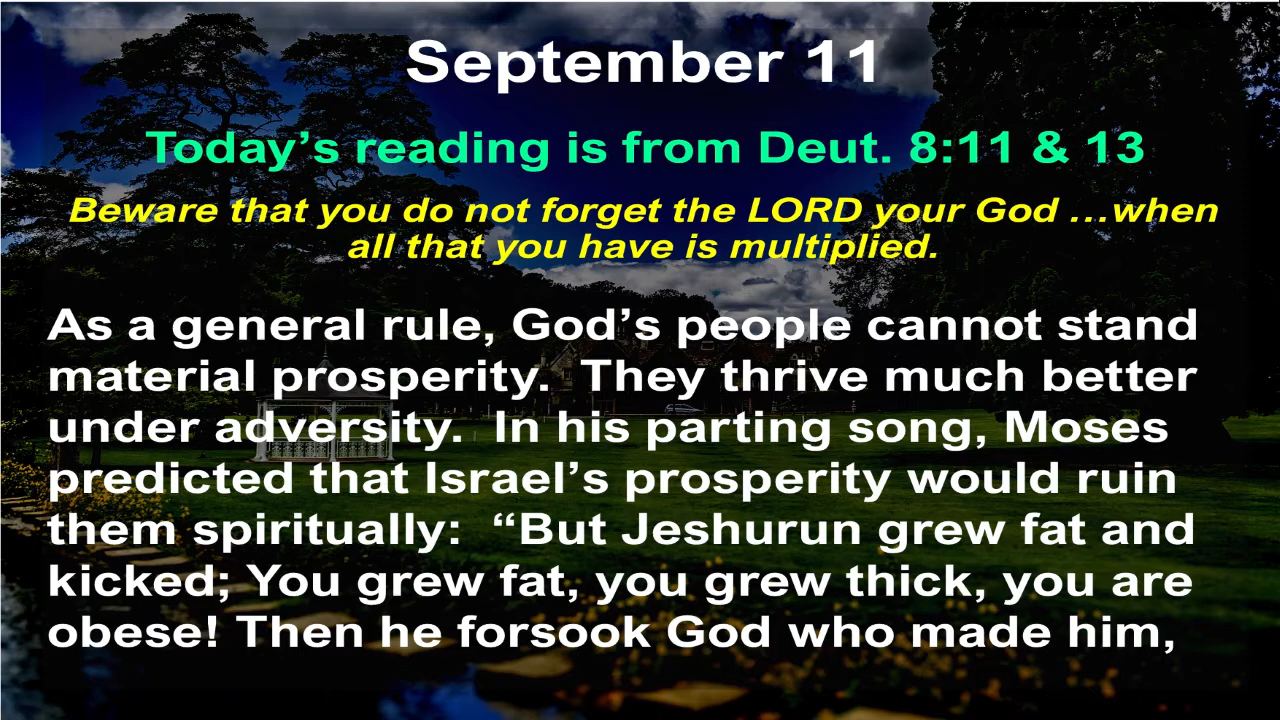 September 11
Today’s reading is from Deut. 8:11 & 13
Beware that you do not forget the LORD your God …when
all that you have is multiplied.
As a general rule, God’s people cannot stand
material prosperity.  They thrive much better
under adversity.  In his parting song, Moses
predicted that Israel’s prosperity would ruin
them spiritually:  “But Jeshurun grew fat and
kicked; You grew fat, you grew thick, you are
obese! Then he forsook God who made him,